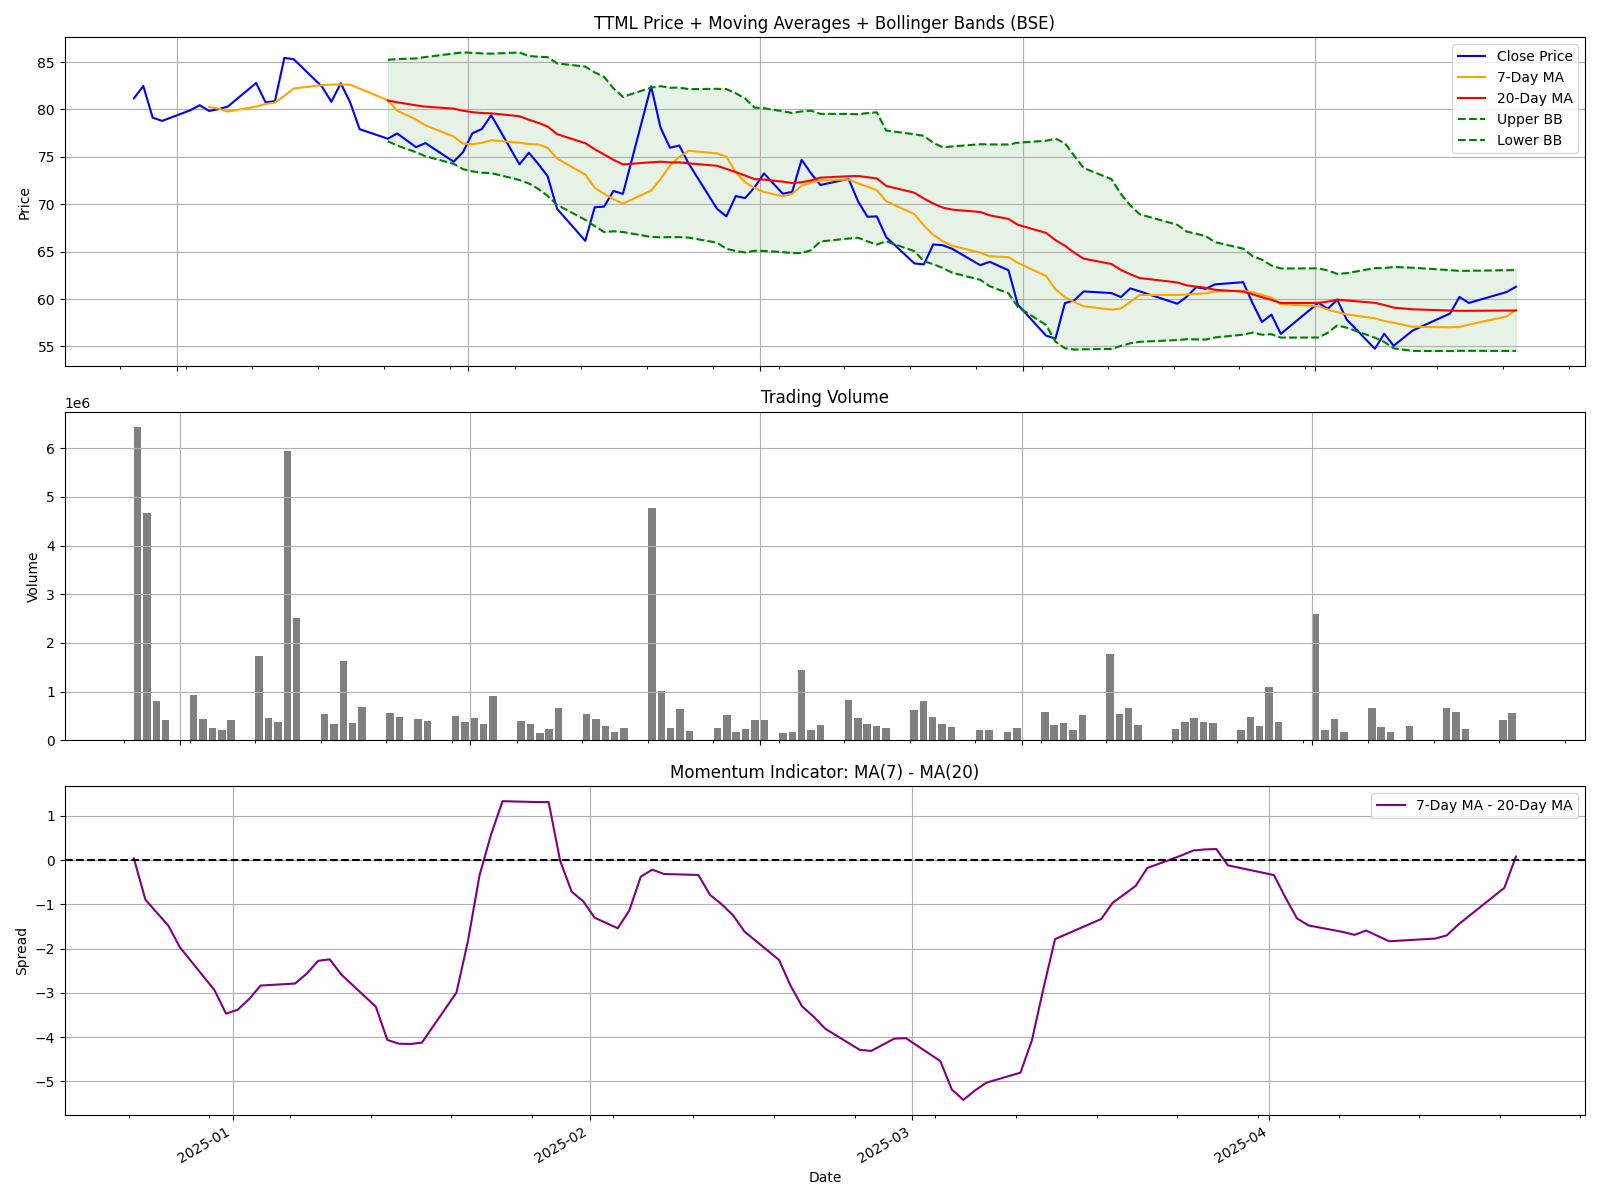 TTML Price + Moving Averages + Bollinger Bands (BSE)
Price
85
80
75
70
65
60
55
Close Price
7-Day MA
20-Day MA
Upper BB
Lower BB
Trading Volume
1e6
Volume
6
5
4
3
2
1
0
Momentum Indicator: MA(7) - MA(20)
Spread
1
0
−1
−2
−3
−4
−5
7-Day MA - 20-Day MA
2025-01
2025-02
2025-03
2025-04
Date